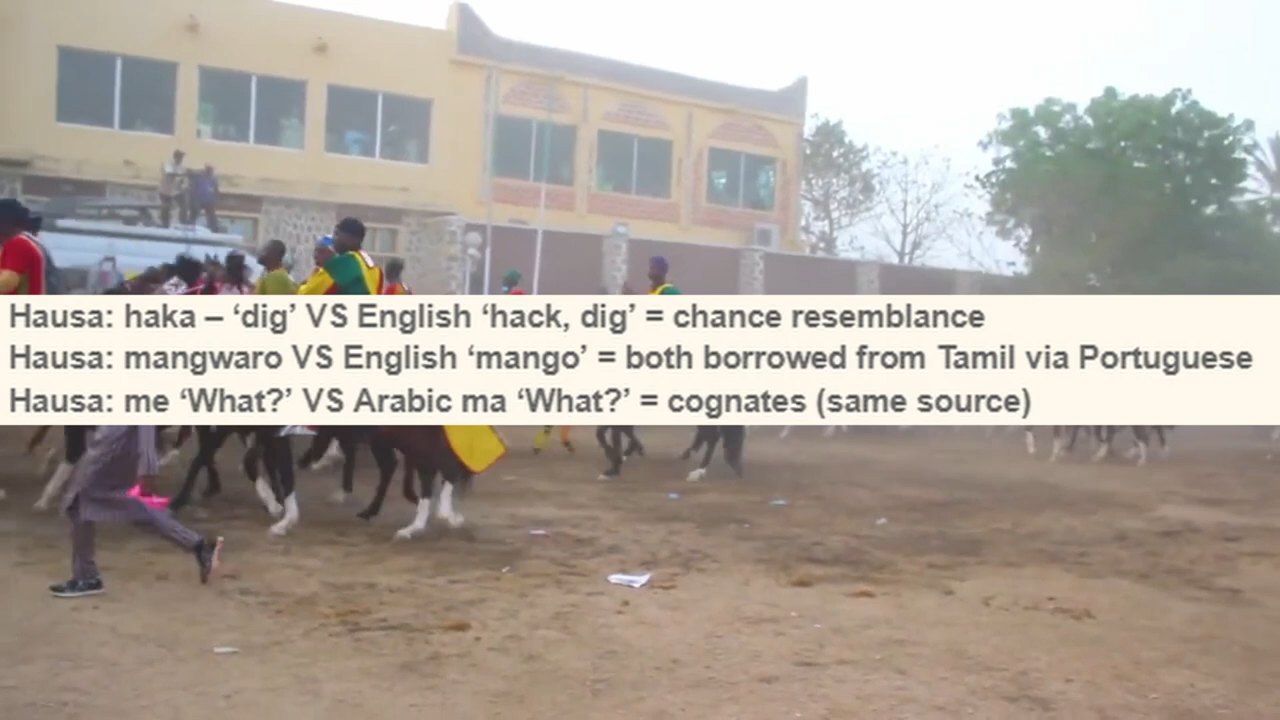 Hausa: haka – ‘dig’ VS English ‘hack, dig’ = chance resemblance
Hausa: mangwaro VS English ‘mango’ = both borrowed from Tamil via Portuguese
Hausa: me ‘What?’ VS Arabic ma ‘What?’ = cognates (same source)